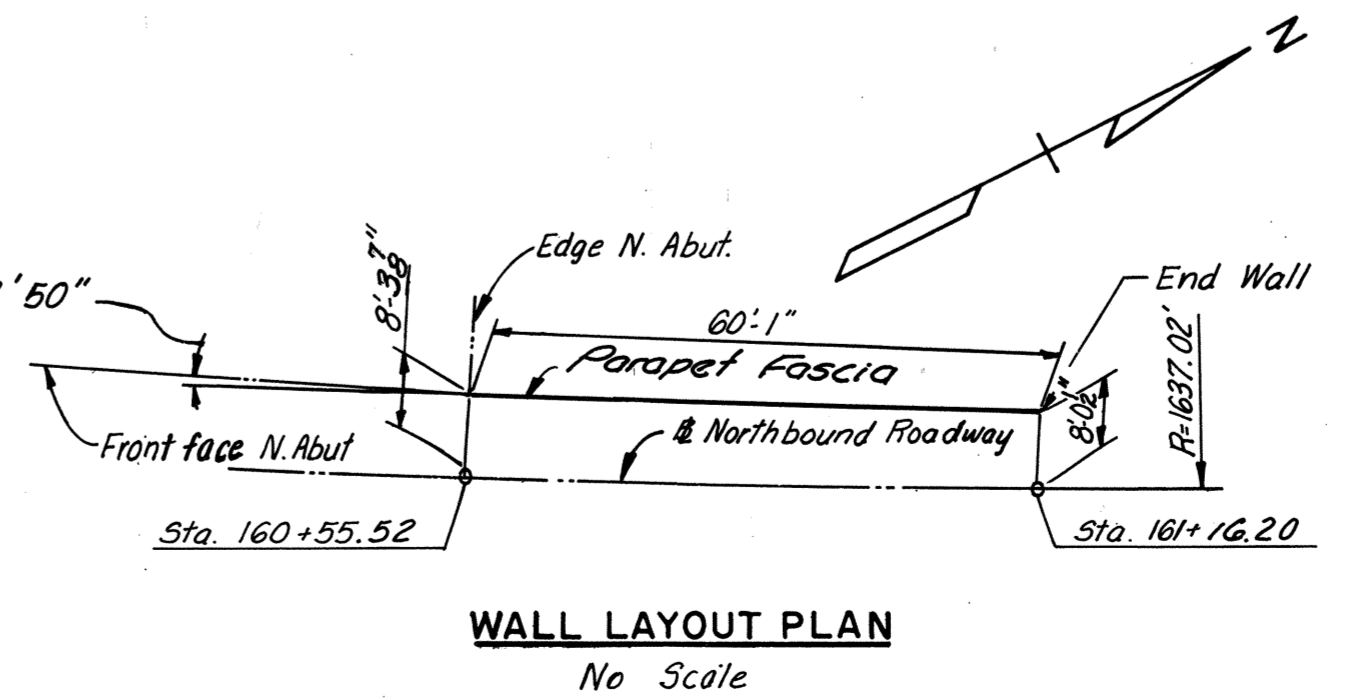 N
'50"
8'-3 7/8"
Edge N. Abut.
60'-1"
End Wall
Parapet Fascia
8'-0 1/2"
R=1637.02'
Front face N. Abut
℄ Northbound Roadway
Sta. 160+55.52
Sta. 161+16.20
WALL LAYOUT PLAN
No Scale